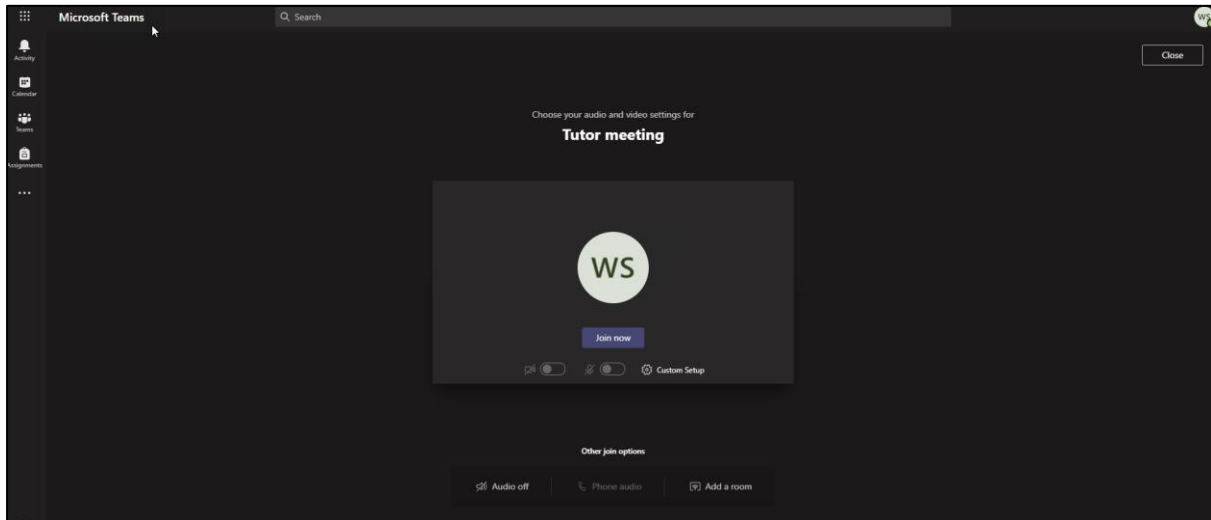 Microsoft Teams
Search
WS
Activity
Calendar
Teams
Assignments
Close
Choose your audio and video settings for
Tutor meeting
WS
Join now
Custom Setup
Other join options
Audio off
Phone audio
Add a room